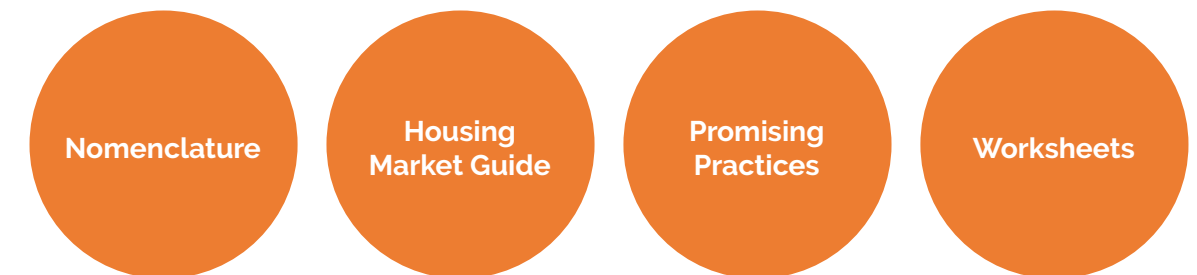 Nomenclature
Housing
Market Guide
Promising
Practices
Worksheets